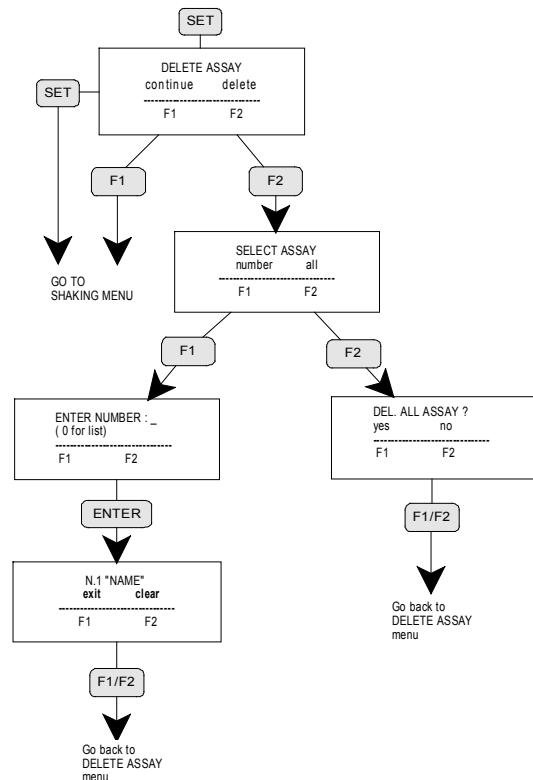 SET
DELETE ASSAY
continue delete
F1 F2
SET
F1
F2
GO TO
SHAKING MENU
SELECT ASSAY
number all
F1 F2
F1
F2
ENTER NUMBER : _
( 0 for list)
F1 F2
DEL. ALL ASSAY ?
yes no
F1 F2
ENTER
F1/F2
N.1 "NAME"
exit clear
F1 F2
Go back to
DELETE ASSAY
menu
F1/F2
Go back to
DELETE ASSAY
menu